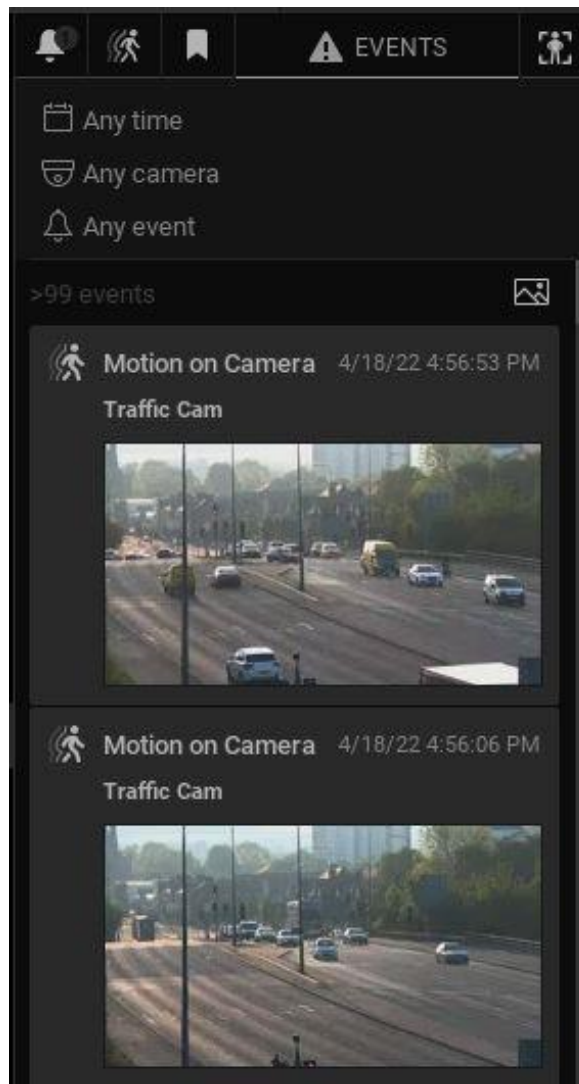 EVENTS
Any time
Any camera
Any event
>99 events
Motion on Camera 4/18/22 4:56:53 PM
Traffic Cam
Motion on Camera 4/18/22 4:56:06 PM
Traffic Cam